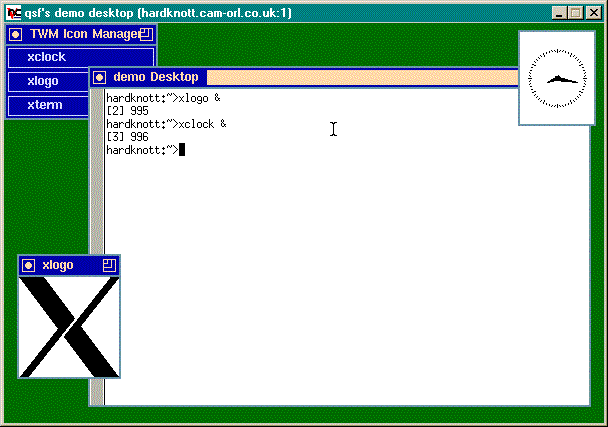 qsf's demo desktop (hardknott.cam-orl.co.uk:1)
TWM Icon Manager
xclock
xlogo
xterm
demo Desktop
hardknott:~>xlogo &
[2] 995
hardknott:~>xclock &
[3] 996
hardknott:~>
xlogo